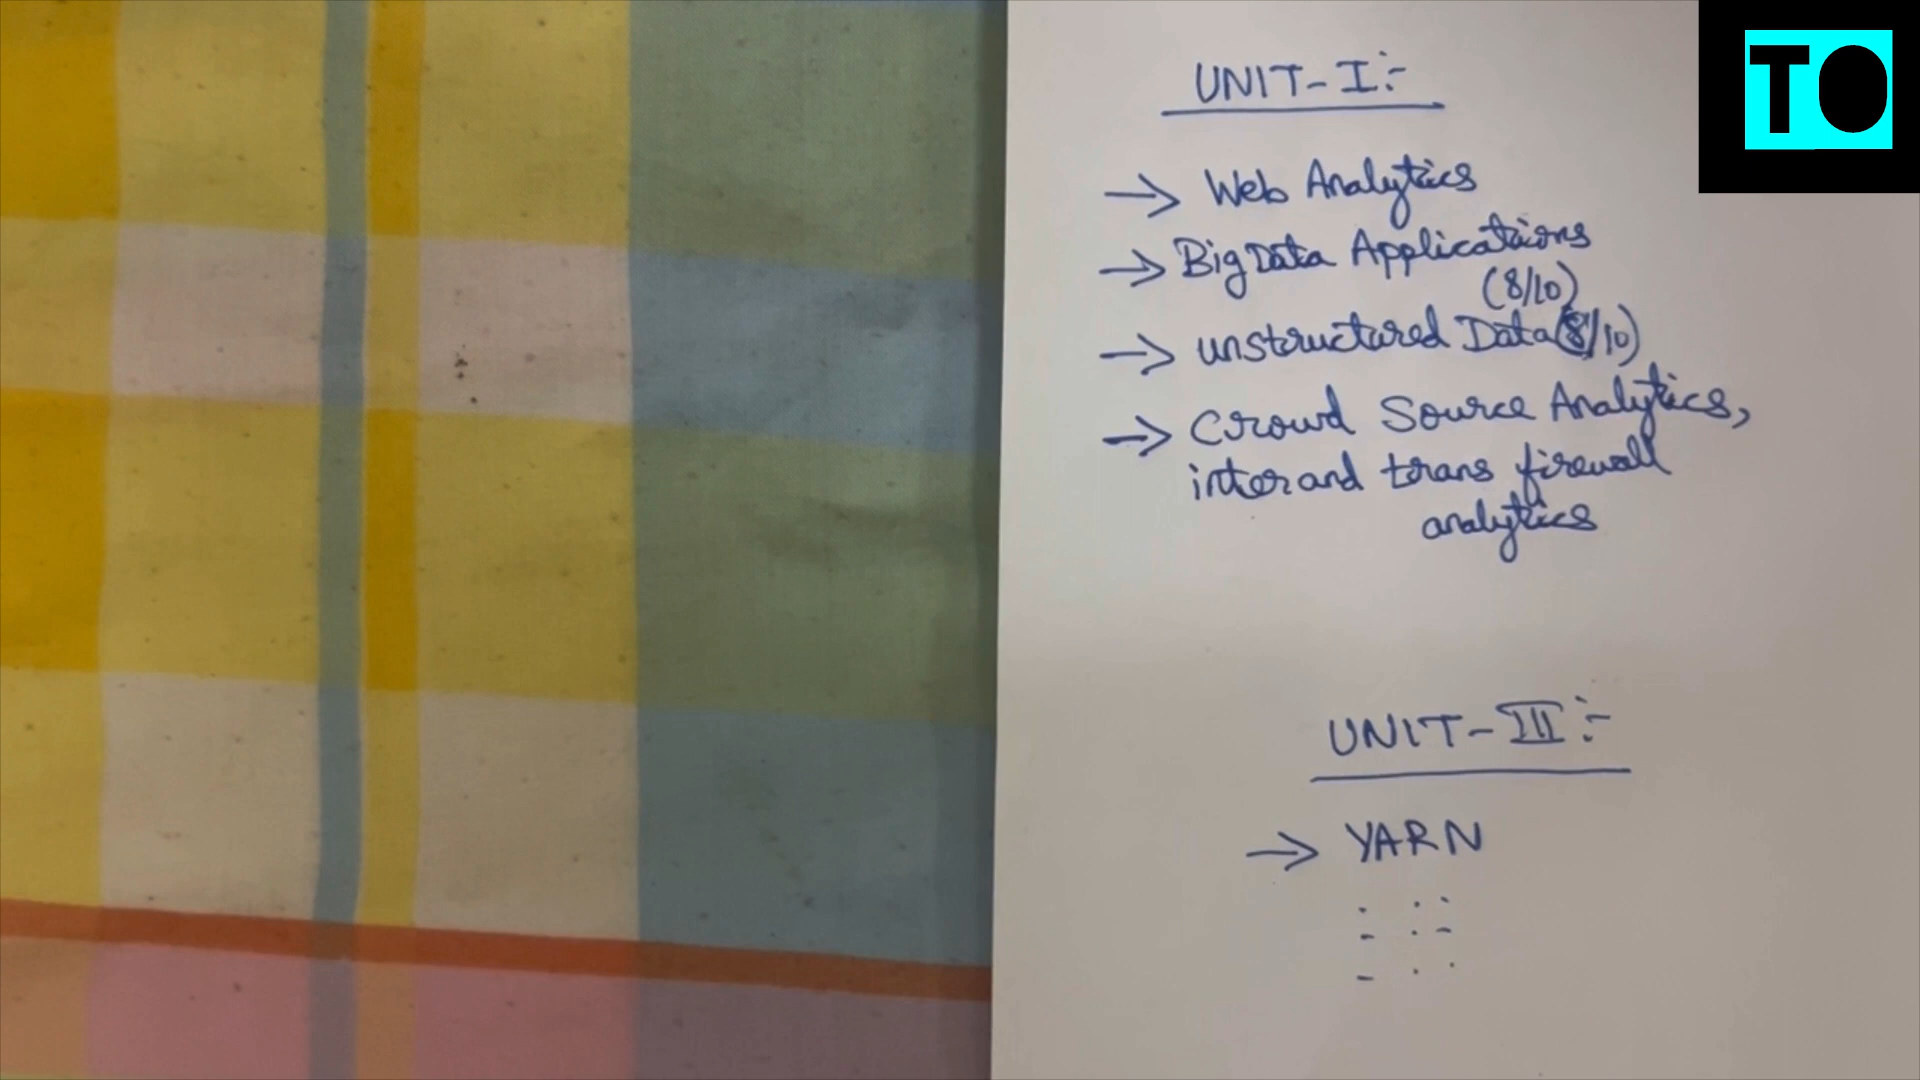 TO
UNIT-I:-
→ Web Analytics
→ Big Data Applications
(8/10)
→ unstructured Data (8/10)
→ Crowd Source Analytics,
inter and trans firewall
analytics
UNIT-III:-
→ YARN